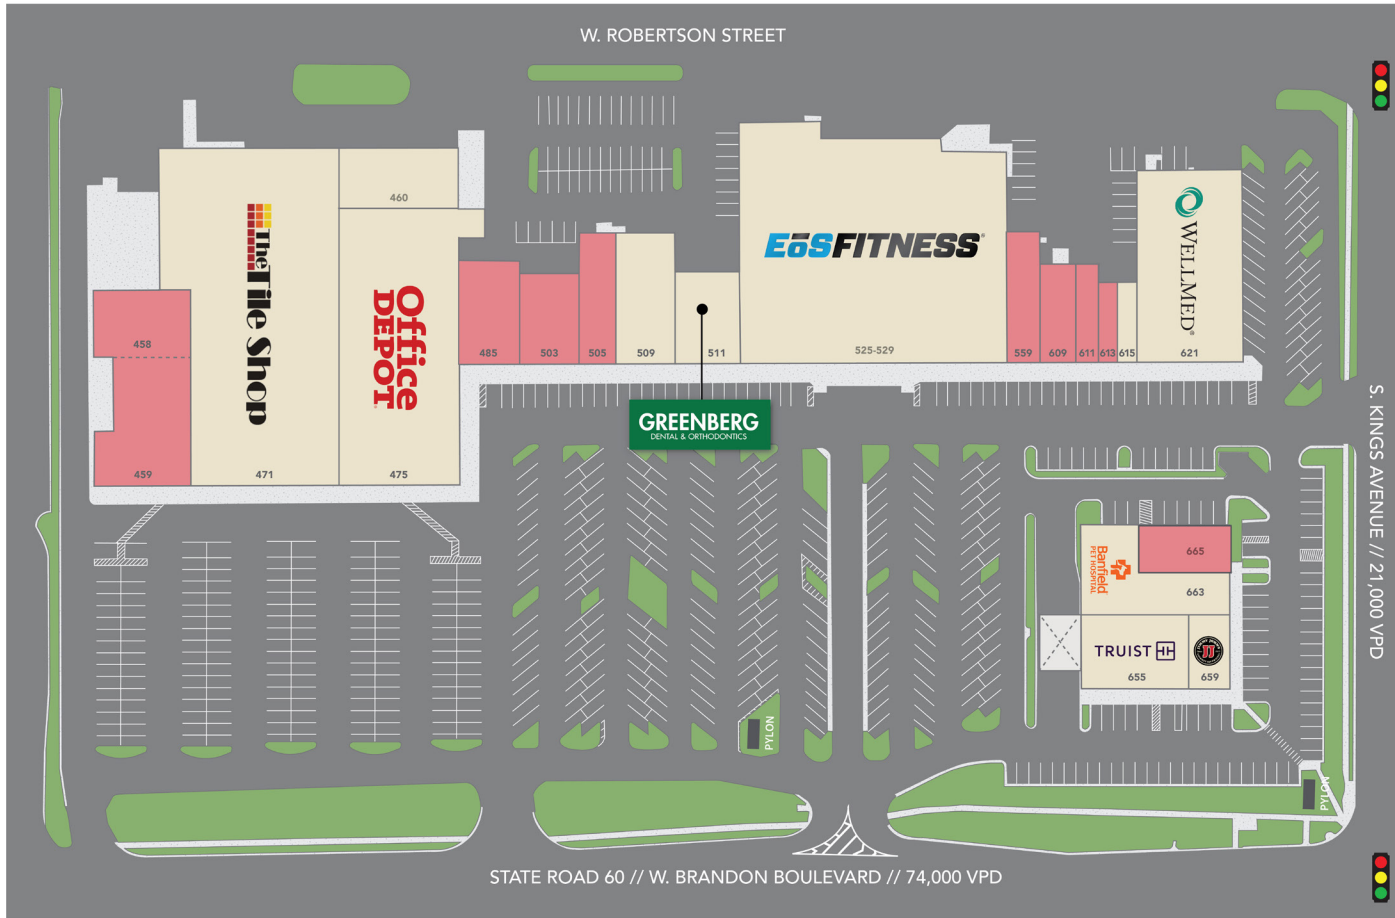 W. ROBERTSON STREET
460
The Tile Shop
Office
DEPOT
EōSFITNESS
WELLMED
458
485
503
505
509
511
525-529
559
609
611
613
615
621
GREENBERG
DENTAL & ORTHODONTICS
459
471
475
S. KINGS AVENUE // 21,000 VPD
Banfield
PET HOSPITAL
665
663
TRUIST
JJ
655
659
PYLON
PYLON
STATE ROAD 60 // W. BRANDON BOULEVARD // 74,000 VPD